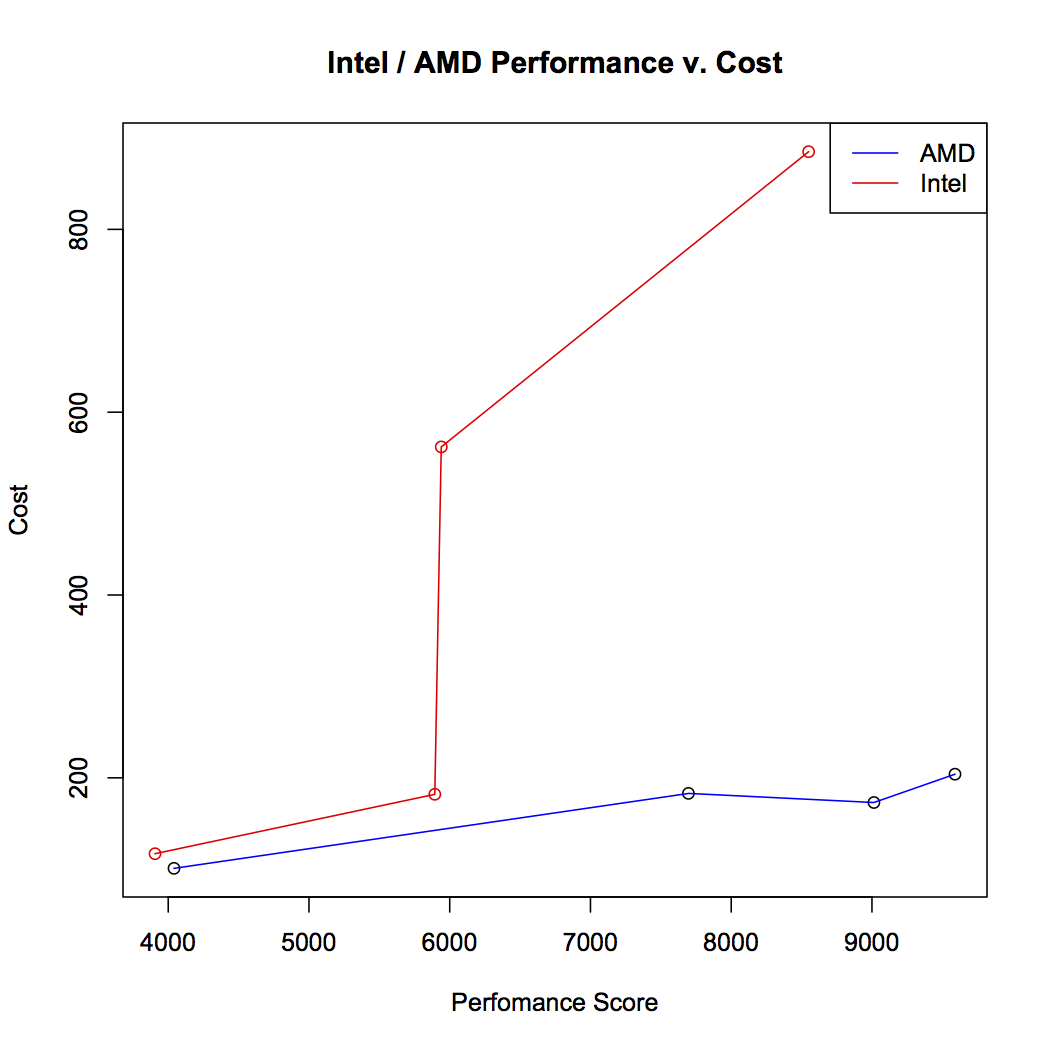 Intel / AMD Performance v. Cost
AMD
Intel
800
600
400
200
Cost
4000 5000 6000 7000 8000 9000
Perfomance Score